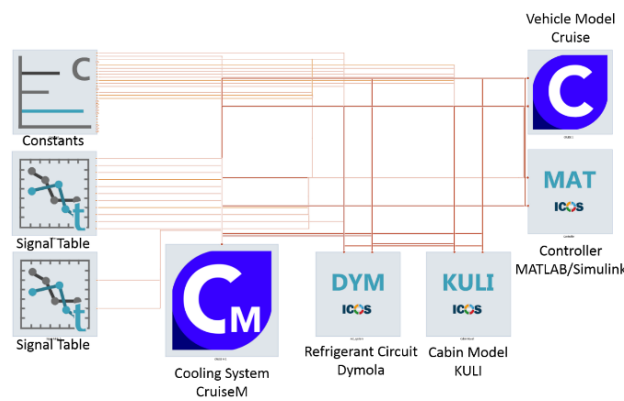 Vehicle Model
Cruise
C
Constants
C
MAT
ICOS
t
Signal Table
Controller
MATLAB/Simulink
t
Signal Table
CM
DYM
ICOS
KULI
ICOS
Refrigerant Circuit
Dymola
Cabin Model
KULI
Cooling System
CruiseM